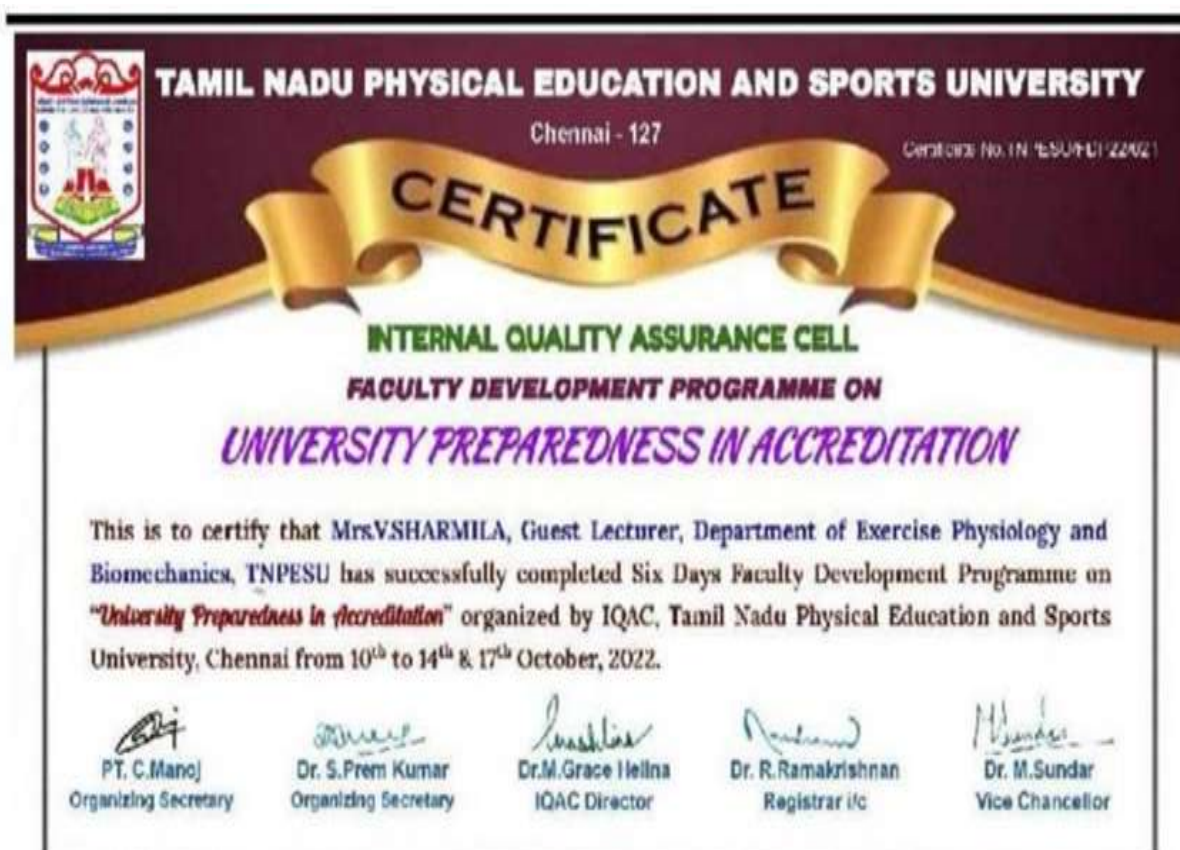 TAMIL NADU PHYSICAL EDUCATION AND SPORTS UNIVERSITY
Chennai - 127
Certificate No.
CERTIFICATE
INTERNAL QUALITY ASSURANCE CELL
FACULTY DEVELOPMENT PROGRAMME ON
UNIVERSITY PREPAREDNESS IN ACCREDITATION
This is to certify that Mrs.V.SHARMILA, Guest Lecturer, Department of Exercise Physiology and
Biomechanics, TNPESU has successfully completed Six Days Faculty Development Programme on
"University Preparedness in Accreditation" organized by IQAC, Tamil Nadu Physical Education and Sports
University, Chennai from 10th to 14th & 17th October, 2022.
PT. C.Manoj Dr. S.Prem Kumar Dr.M.Grace Helina Dr. R.Ramakrishnan Dr. M.Sundar
Organizing Secretary Organizing Secretary IQAC Director Registrar i/c Vice Chancellor